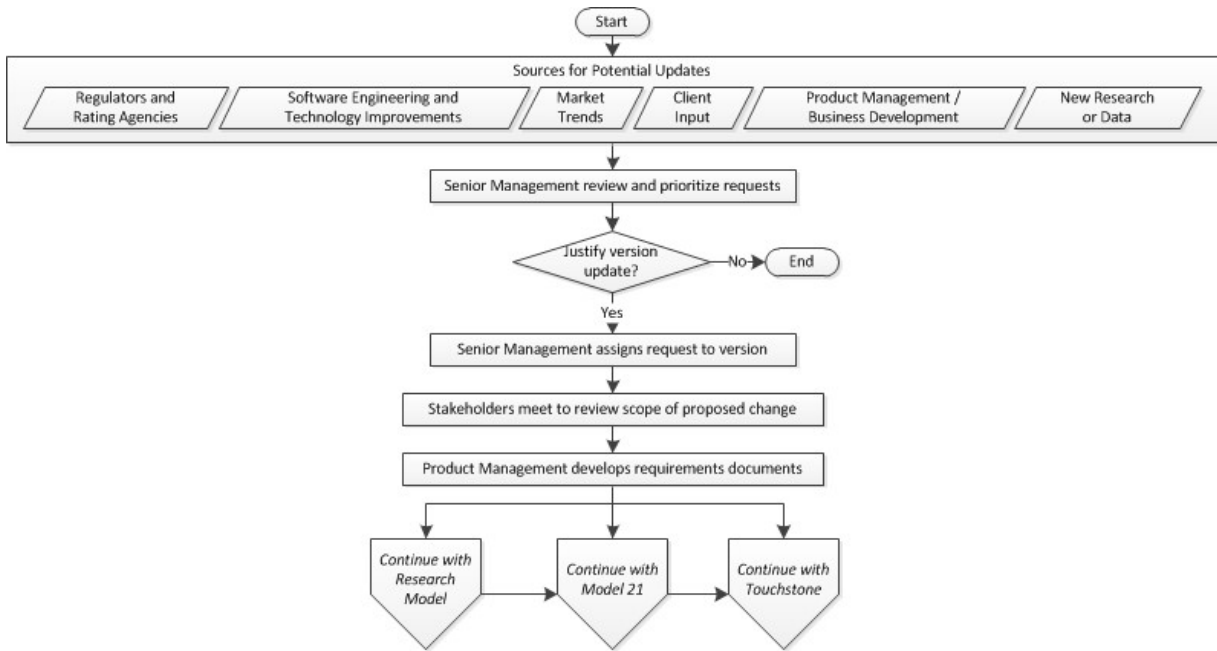 Start
Sources for Potential Updates
Regulators and
Rating Agencies
Software Engineering and
Technology Improvements
Market
Trends
Client
Input
Product Management /
Business Development
New Research
or Data
Senior Management review and prioritize requests
Justify version
update?
No
End
Yes
Senior Management assigns request to version
Stakeholders meet to review scope of proposed change
Product Management develops requirements documents
Continue with
Research
Model
Continue with
Model 21
Continue with
Touchstone